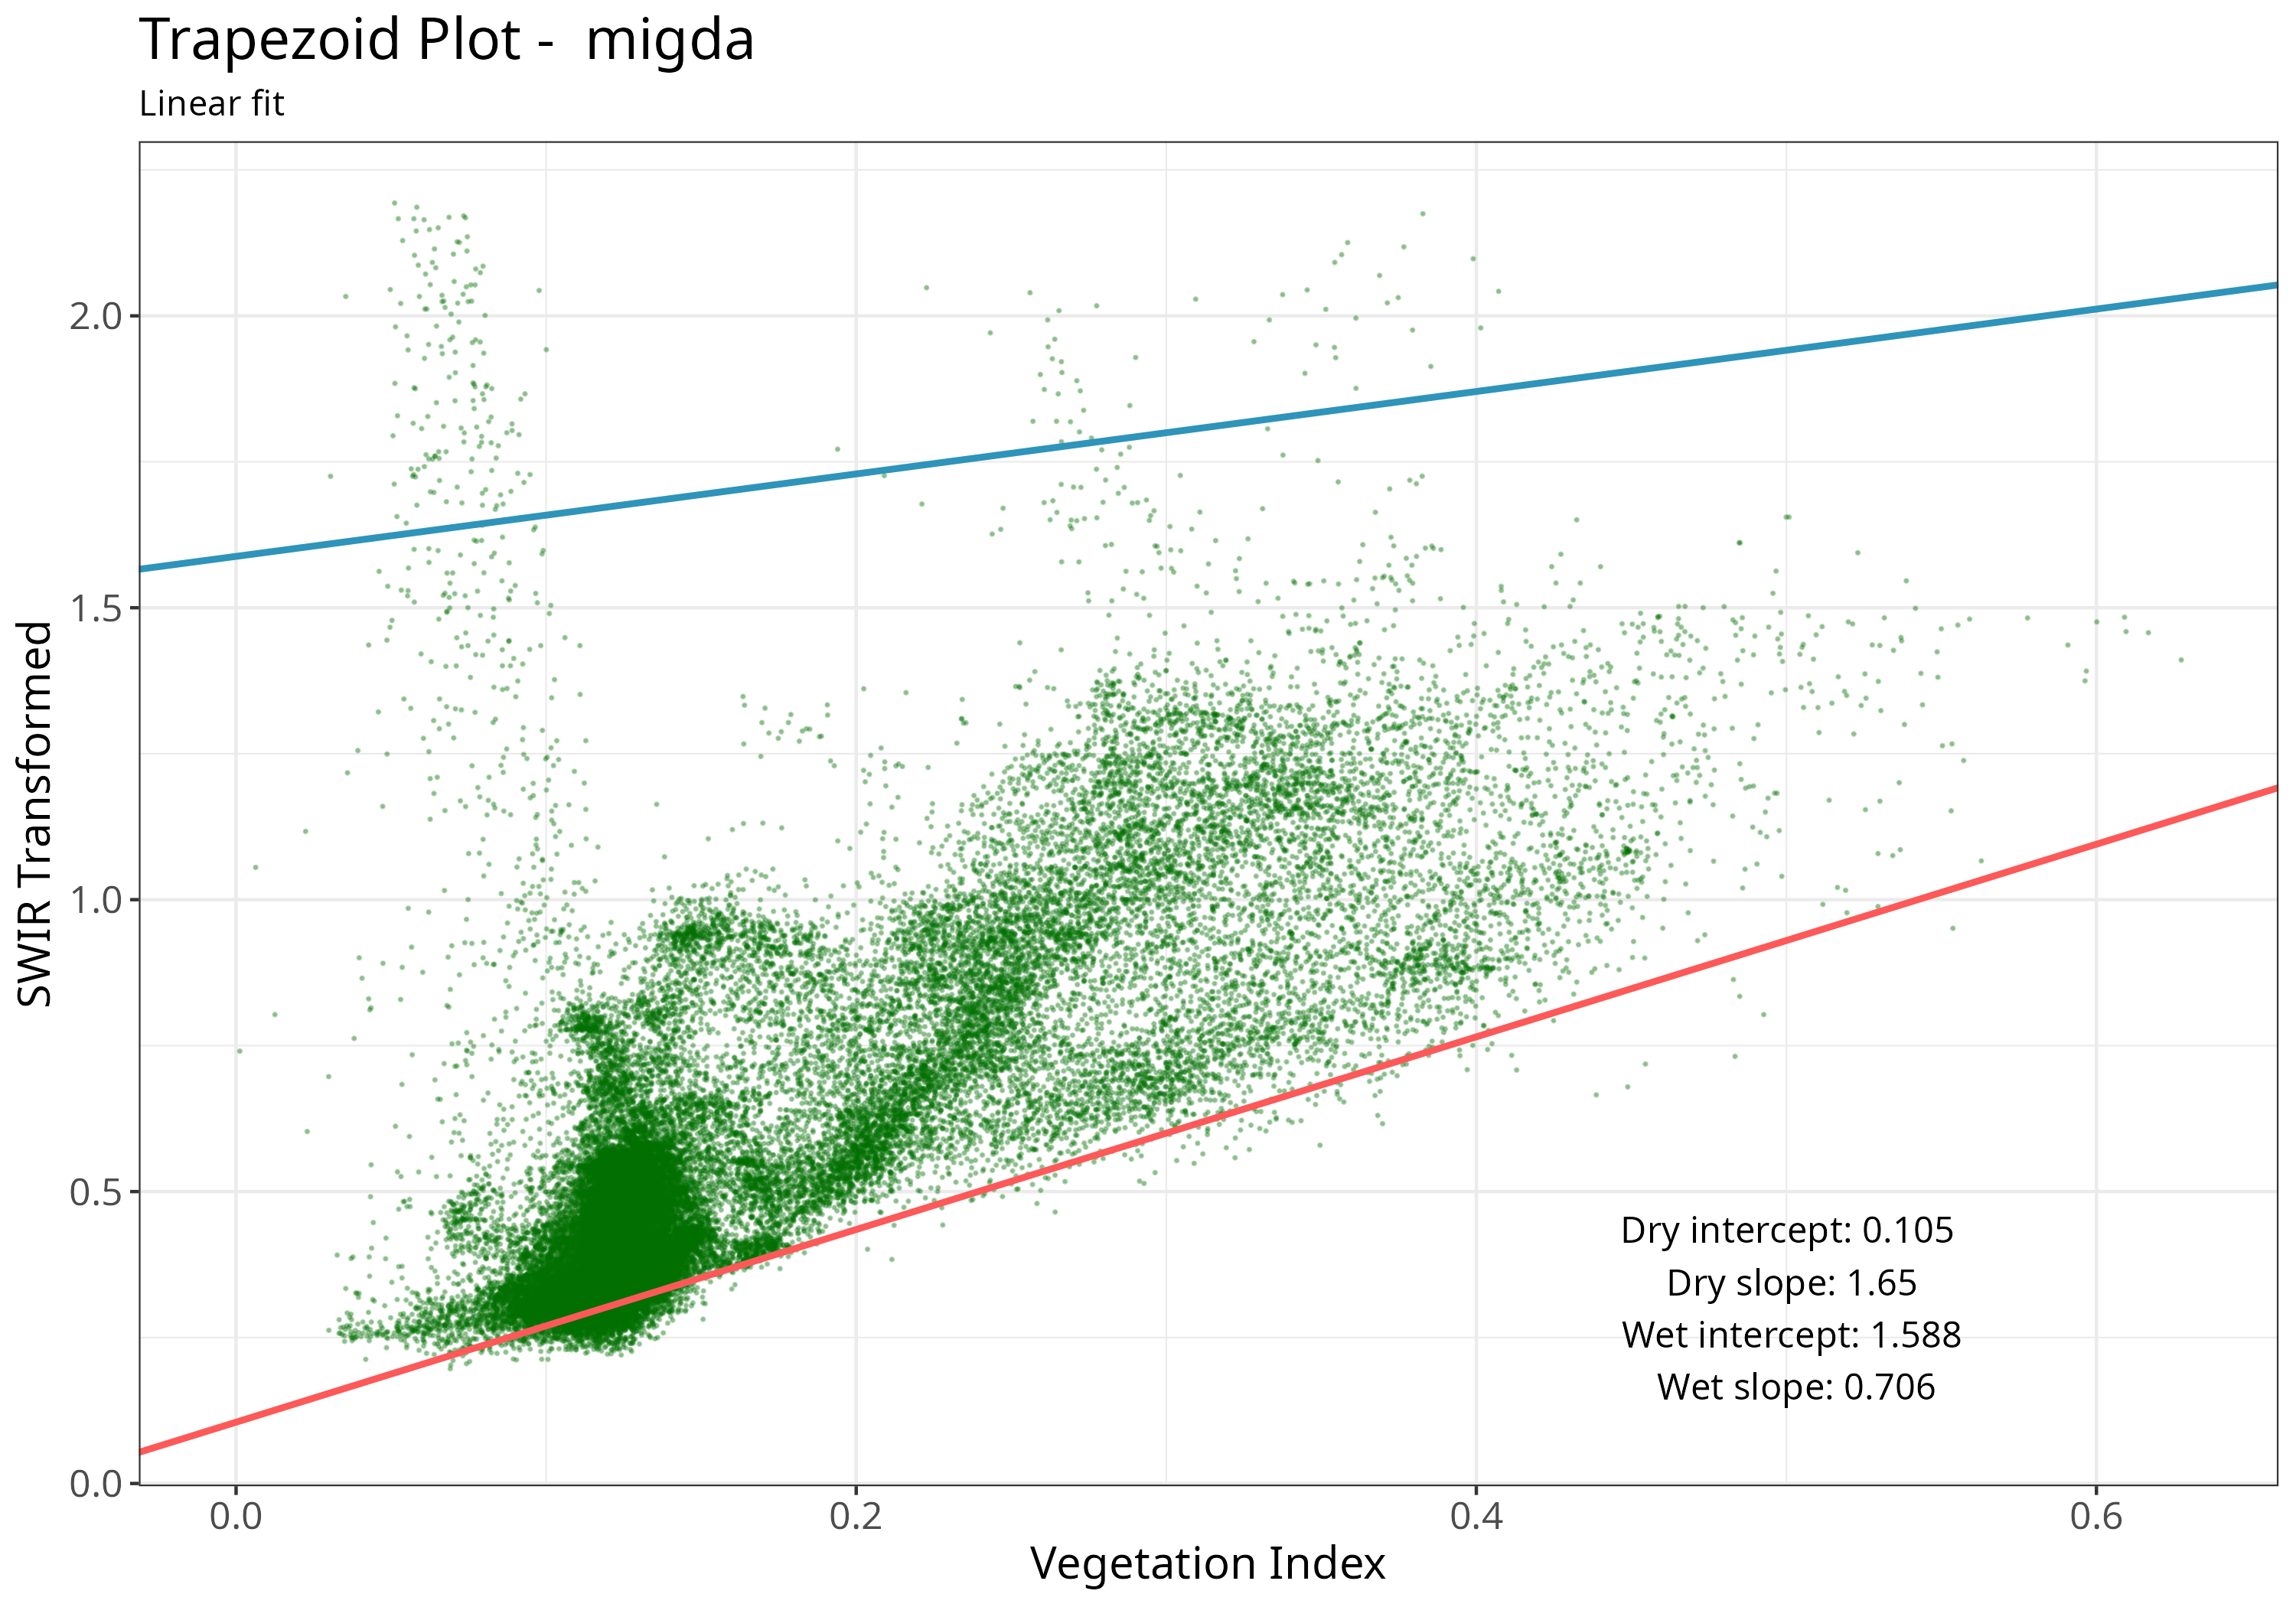 Trapezoid Plot -  migda
Linear fit
SWIR Transformed
2.0
1.5
1.0
0.5
0.0
Dry intercept: 0.105
Dry slope: 1.65
Wet intercept: 1.588
Wet slope: 0.706
0.0
0.2
0.4
0.6
Vegetation Index